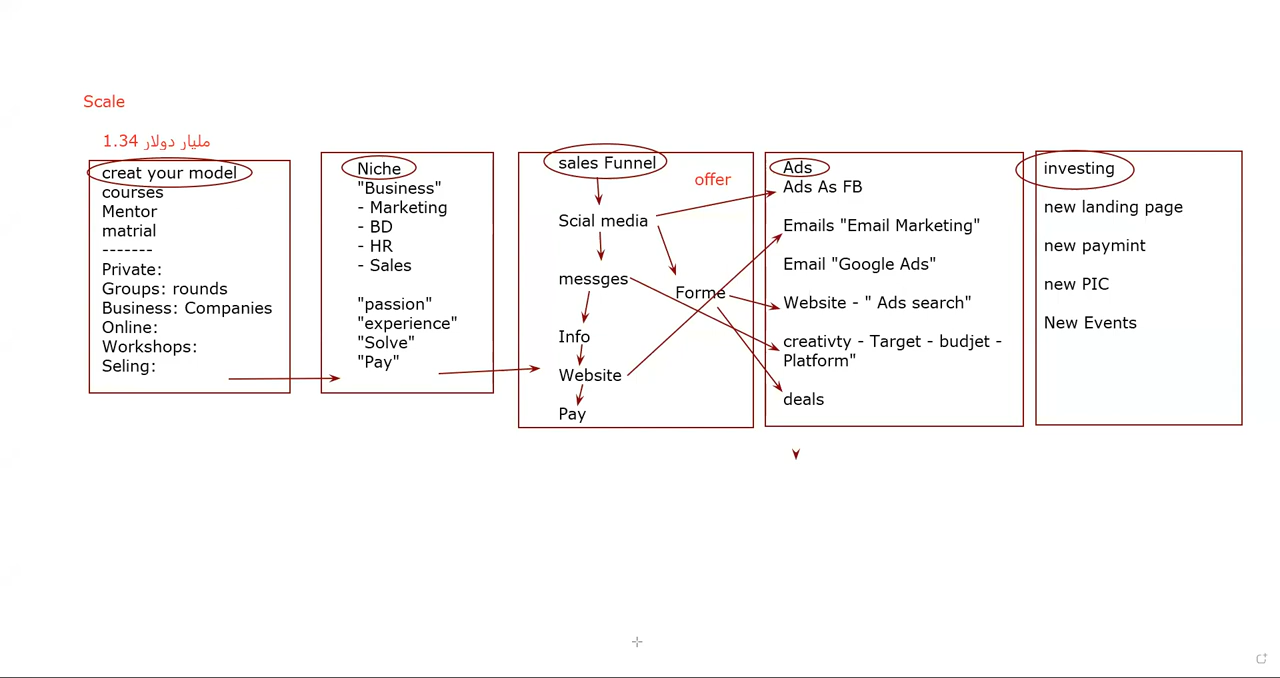 Scale
1.34 مليار دولار
creat your model
courses
Mentor
matrial
-------
Private:
Groups: rounds
Business: Companies
Online:
Workshops:
Seling:
Niche
"Business"
- Marketing
- BD
- HR
- Sales
"passion"
"experience"
"Solve"
"Pay"
sales Funnel
offer
Scial media
messges
Forme
Info
Website
Pay
Ads
Ads As FB
Emails "Email Marketing"
Email "Google Ads"
Website - " Ads search"
creativty - Target - budjet -
Platform"
deals
investing
new landing page
new paymint
new PIC
New Events